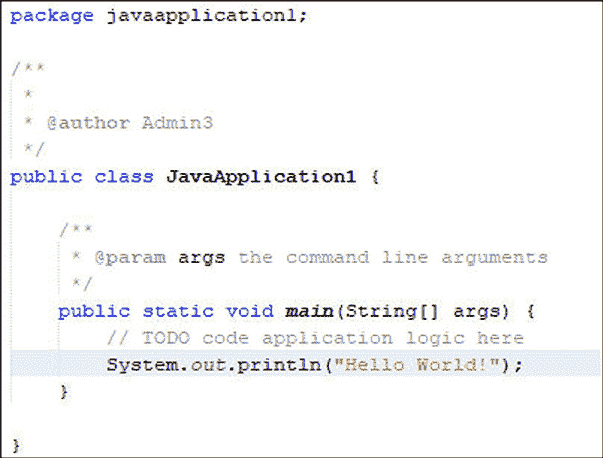 package javaapplication1;
/**
 *
 * @author Admin3
 */
public class JavaApplication1 {
    /**
     * @param args the command line arguments
     */
    public static void main(String[] args) {
        // TODO code application logic here
        System.out.println("Hello World!");
    }
}